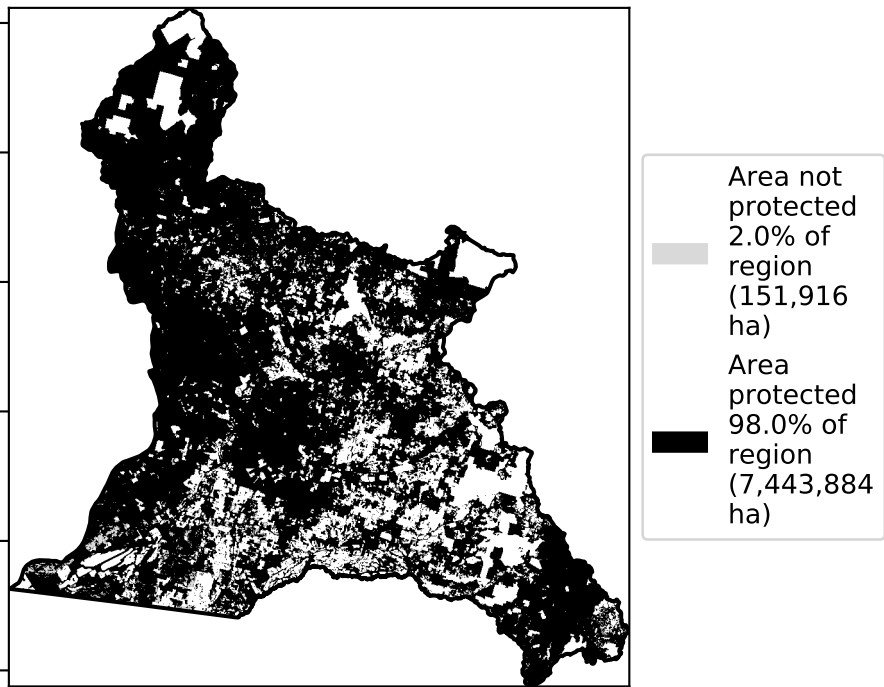 Area not
protected
2.0% of
region
(151,916
ha)
Area
protected
98.0% of
region
(7,443,884
ha)